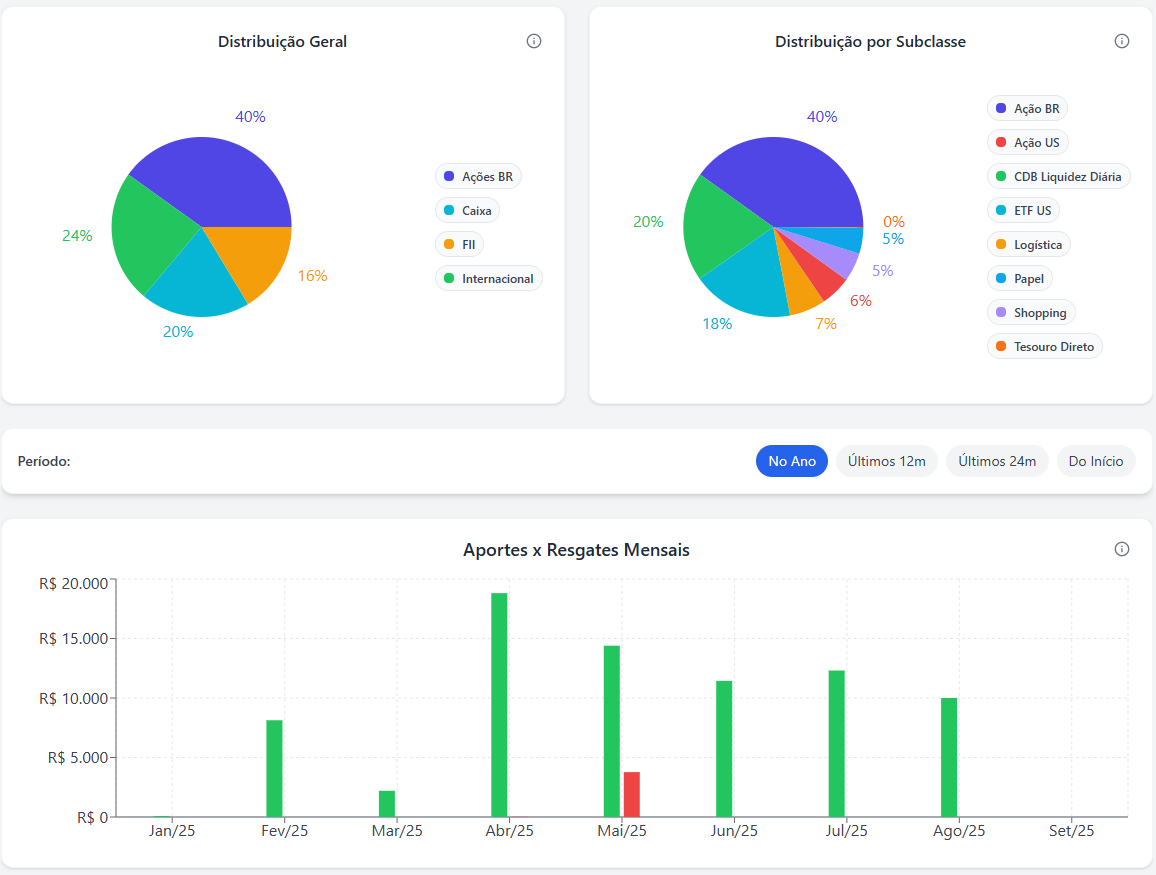 Distribuição Geral
40%
24%
16%
20%
Ações BR
Caixa
FII
Internacional
Distribuição por Subclasse
40%
20%
0%
5%
5%
6%
7%
18%
Ação BR
Ação US
CDB Liquidez Diária
ETF US
Logística
Papel
Shopping
Tesouro Direto
Período:
No Ano
Últimos 12m
Últimos 24m
Do Início
Aportes x Resgates Mensais
R$ 20.000
R$ 15.000
R$ 10.000
R$ 5.000
R$ 0
Jan/25 Fev/25 Mar/25 Abr/25 Mai/25 Jun/25 Jul/25 Ago/25 Set/25